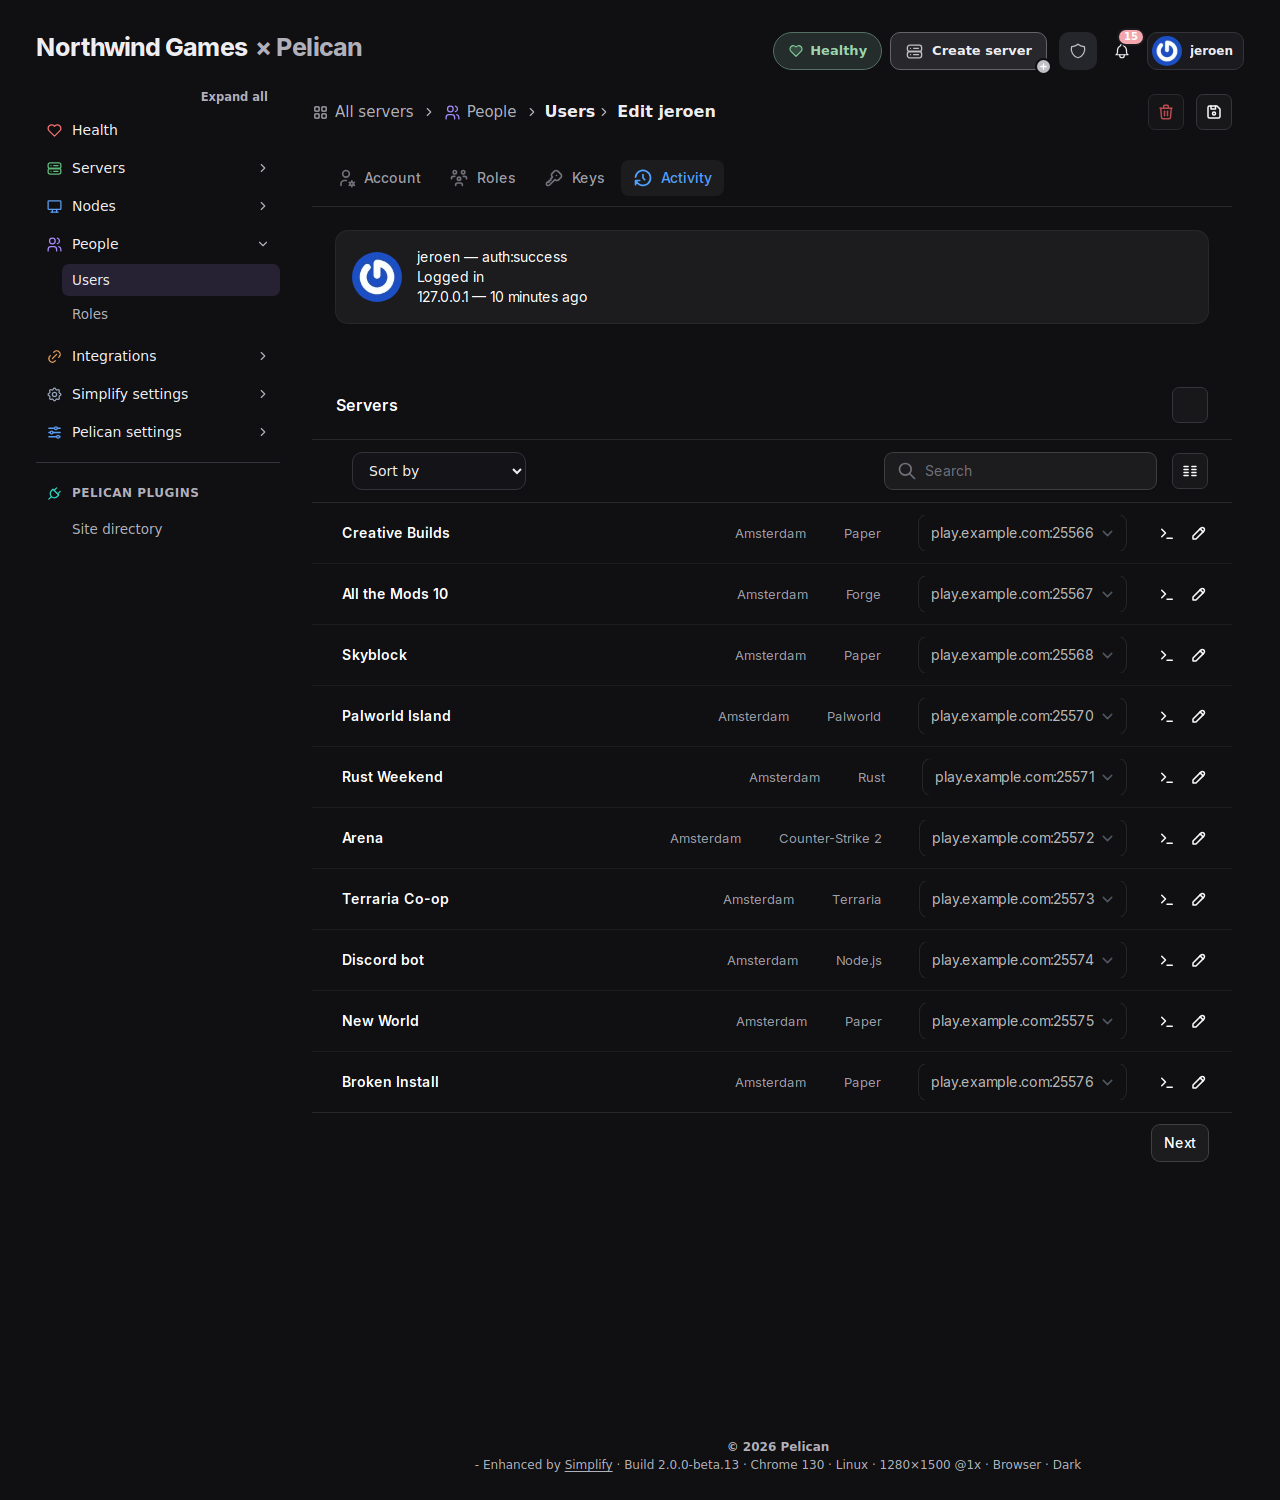 Northwind Games × Pelican
Healthy
Create server
15
jeroen
Expand all
Health
Servers
Nodes
People
Users
Roles
Integrations
Simplify settings
Pelican settings
PELICAN PLUGINS
Site directory
All servers > People > Users > Edit jeroen
Account
Roles
Keys
Activity
jeroen — auth:success
Logged in
127.0.0.1 — 10 minutes ago
Servers
Sort by
Search
Creative Builds Amsterdam Paper play.example.com:25566
All the Mods 10 Amsterdam Forge play.example.com:25567
Skyblock Amsterdam Paper play.example.com:25568
Palworld Island Amsterdam Palworld play.example.com:25570
Rust Weekend Amsterdam Rust play.example.com:25571
Arena Amsterdam Counter-Strike 2 play.example.com:25572
Terraria Co-op Amsterdam Terraria play.example.com:25573
Discord bot Amsterdam Node.js play.example.com:25574
New World Amsterdam Paper play.example.com:25575
Broken Install Amsterdam Paper play.example.com:25576
Next
© 2026 Pelican
- Enhanced by Simplify · Build 2.0.0-beta.13 · Chrome 130 · Linux · 1280×1500 @1x · Browser · Dark